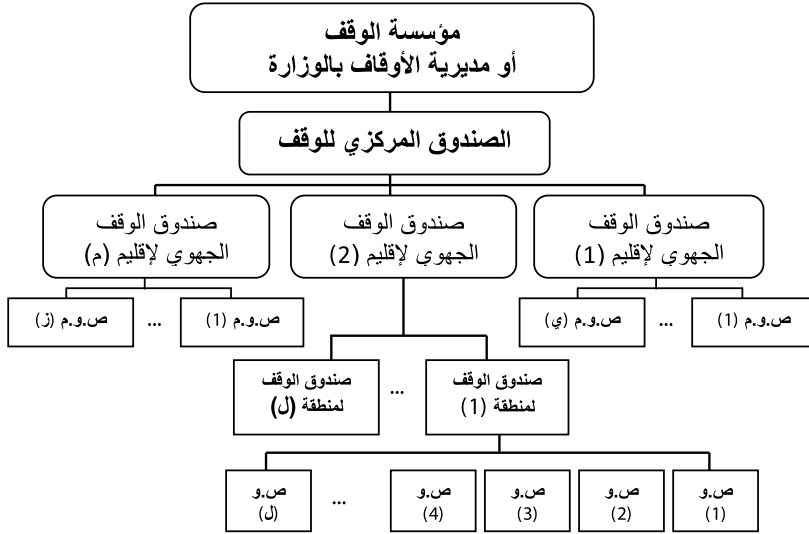 مؤسسة الوقف
أو مديرية الأوقاف بالوزارة
الصندوق المركزي للوقف
صندوق الوقف
الجهوي لإقليم (1)
صندوق الوقف
الجهوي لإقليم (2)
صندوق الوقف
الجهوي لإقليم (م)
ص.و.م (1)
...
ص.و.م (ي)
ص.و.م (1)
...
ص.و.م (ز)
صندوق الوقف
لمنطقة (1)
...
صندوق الوقف
لمنطقة (ل)
ص.و
(1)
ص.و
(2)
ص.و
(3)
ص.و
(4)
...
ص.و
(ل)